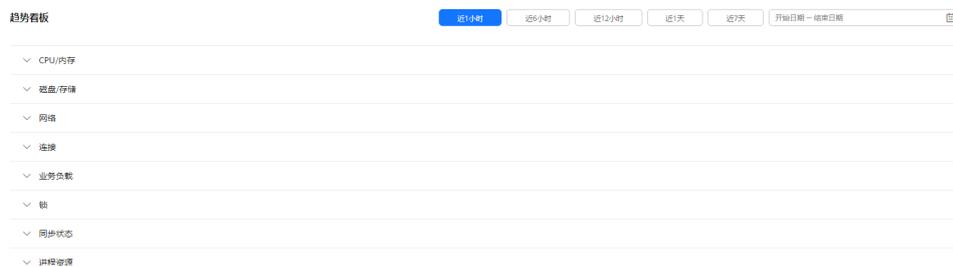 趋势看板
近1小时 近6小时 近12小时 近1天 近7天 开始日期 – 结束日期
CPU/内存
磁盘/存储
网络
连接
业务负载
锁
同步状态
进程资源